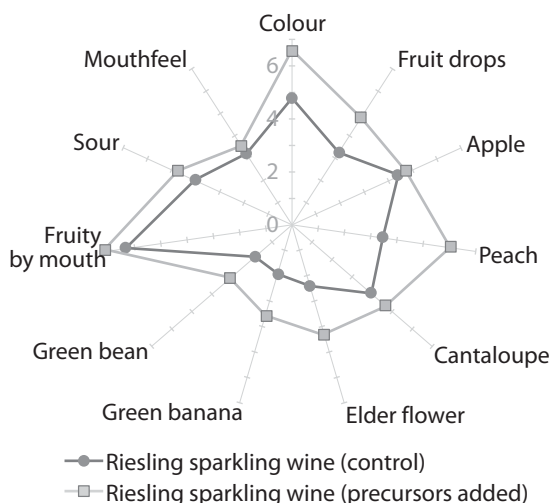 Colour
Mouthfeel
Fruit drops
6
4
2
0
Sour
Apple
Fruity
by mouth
Peach
Green bean
Cantaloupe
Green banana
Elder flower
Riesling sparkling wine (control)
Riesling sparkling wine (precursors added)